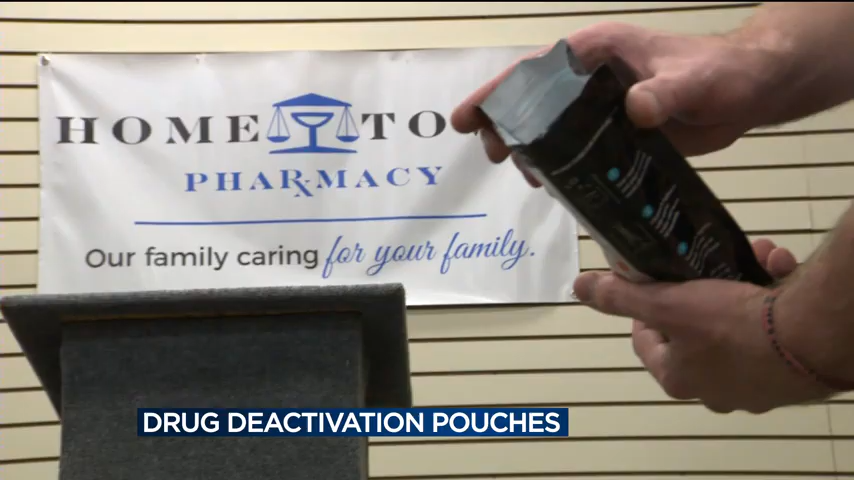 HOME TO
PHARMACY
Our family caring for your family.
DRUG DEACTIVATION POUCHES